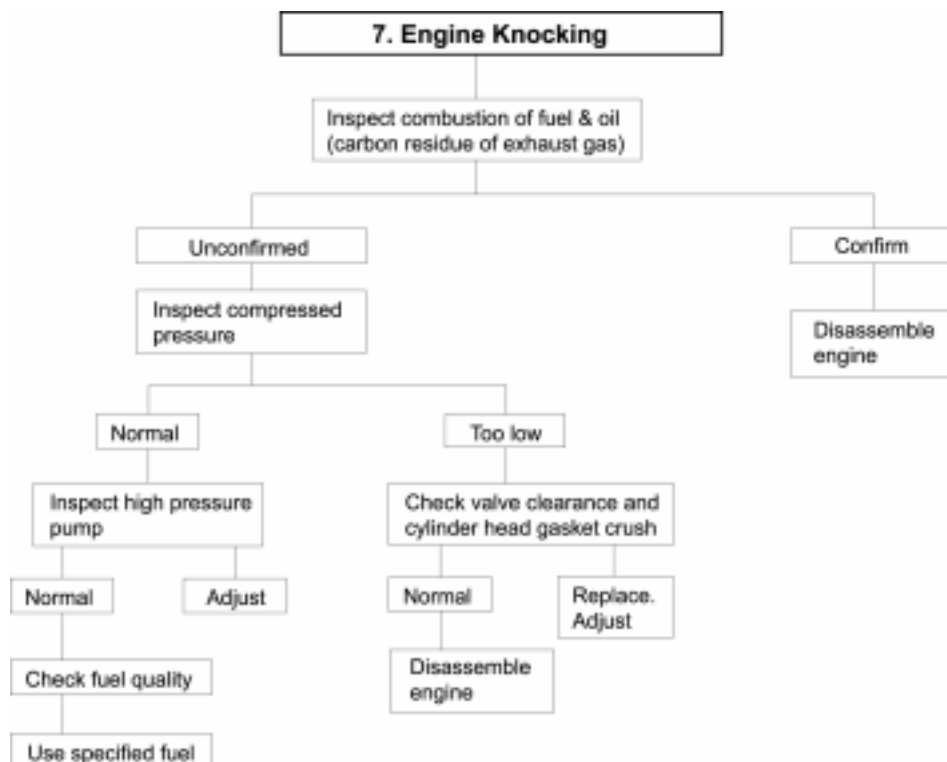 7. Engine Knocking
Inspect combustion of fuel & oil
(carbon residue of exhaust gas)
Unconfirmed
Confirm
Inspect compressed
pressure
Disassemble
engine
Normal
Too low
Inspect high pressure
pump
Check valve clearance and
cylinder head gasket crush
Normal
Adjust
Normal
Replace.
Adjust
Check fuel quality
Disassemble
engine
Use specified fuel